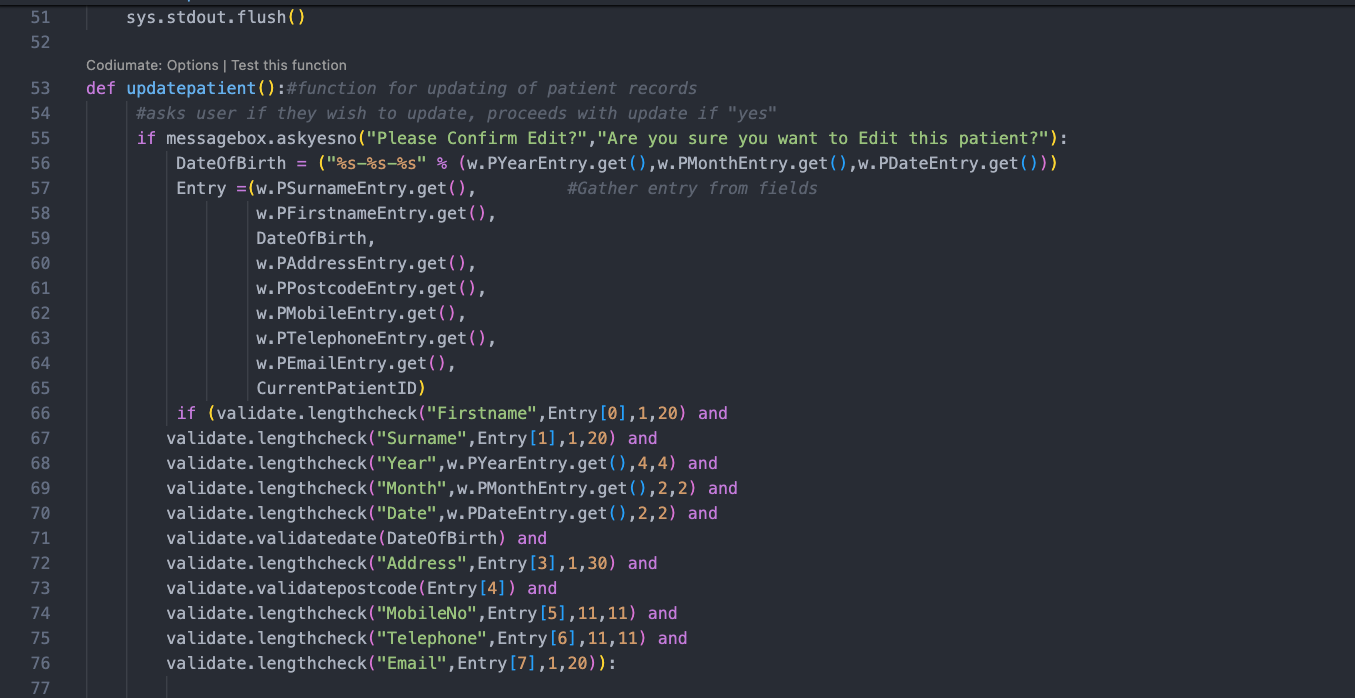 51 sys.stdout.flush()
52
Codiumate: Options | Test this function
53 def updatepatient():#function for updating of patient records
54 #asks user if they wish to update, proceeds with update if "yes"
55 if messagebox.askyesno("Please Confirm Edit?","Are you sure you want to Edit this patient?"):
56 DateOfBirth = ("%s-%s-%s" % (w.PYearEntry.get(),w.PMonthEntry.get(),w.PDateEntry.get()))
57 Entry =(w.PSurnameEntry.get(), #Gather entry from fields
58 w.PFirstnameEntry.get(),
59 DateOfBirth,
60 w.PAddressEntry.get(),
61 w.PPostcodeEntry.get(),
62 w.PMobileEntry.get(),
63 w.PTelephoneEntry.get(),
64 w.PEmailEntry.get(),
65 CurrentPatientID)
66 if (validate.lengthcheck("Firstname",Entry[0],1,20) and
67 validate.lengthcheck("Surname",Entry[1],1,20) and
68 validate.lengthcheck("Year",w.PYearEntry.get(),4,4) and
69 validate.lengthcheck("Month",w.PMonthEntry.get(),2,2) and
70 validate.lengthcheck("Date",w.PDateEntry.get(),2,2) and
71 validate.validatedate(DateOfBirth) and
72 validate.lengthcheck("Address",Entry[3],1,30) and
73 validate.validatepostcode(Entry[4]) and
74 validate.lengthcheck("MobileNo",Entry[5],11,11) and
75 validate.lengthcheck("Telephone",Entry[6],11,11) and
76 validate.lengthcheck("Email",Entry[7],1,20)):
77